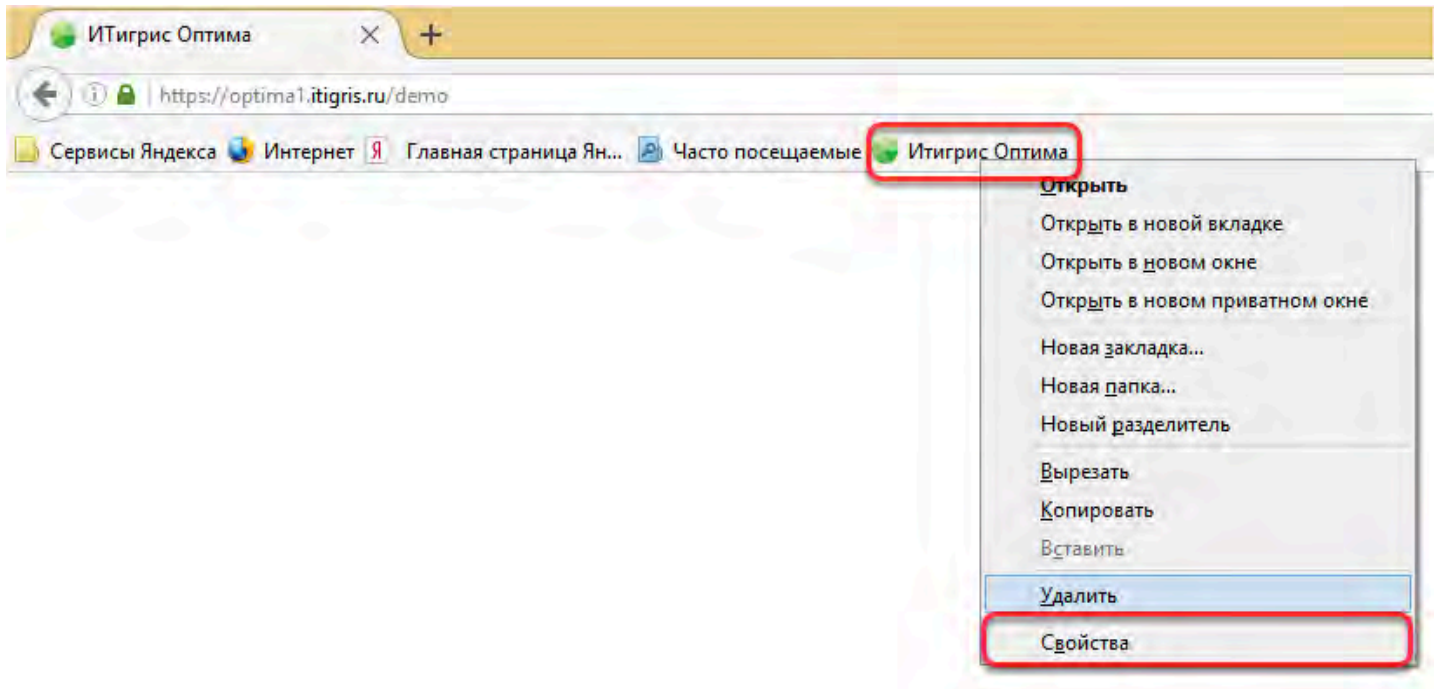 ИТигрис Оптима
https://optima1.itigris.ru/demo
Сервисы Яндекса Интернет Я Главная страница Ян... Часто посещаемые Итигрис Оптима
Открыть
Открыть в новой вкладке
Открыть в новом окне
Открыть в новом приватном окне
Новая закладка...
Новая папка...
Новый разделитель
Вырезать
Копировать
Вставить
Удалить
Свойства